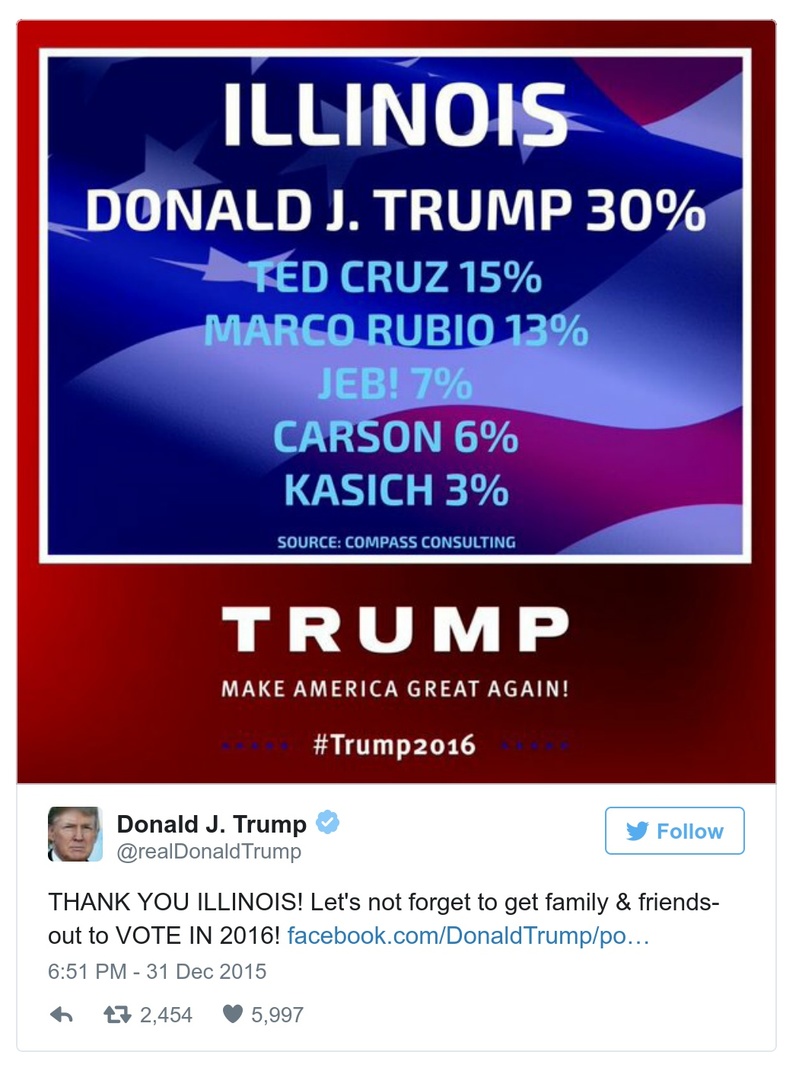 ILLINOIS
DONALD J. TRUMP 30%
TED CRUZ 15%
MARCO RUBIO 13%
JEB! 7%
CARSON 6%
KASICH 3%
SOURCE: COMPASS CONSULTING
TRUMP
MAKE AMERICA GREAT AGAIN!
#Trump2016
Donald J. Trump
@realDonaldTrump
Follow
THANK YOU ILLINOIS! Let's not forget to get family & friends-
out to VOTE IN 2016! facebook.com/DonaldTrump/po…
6:51 PM - 31 Dec 2015
2,454 5,997